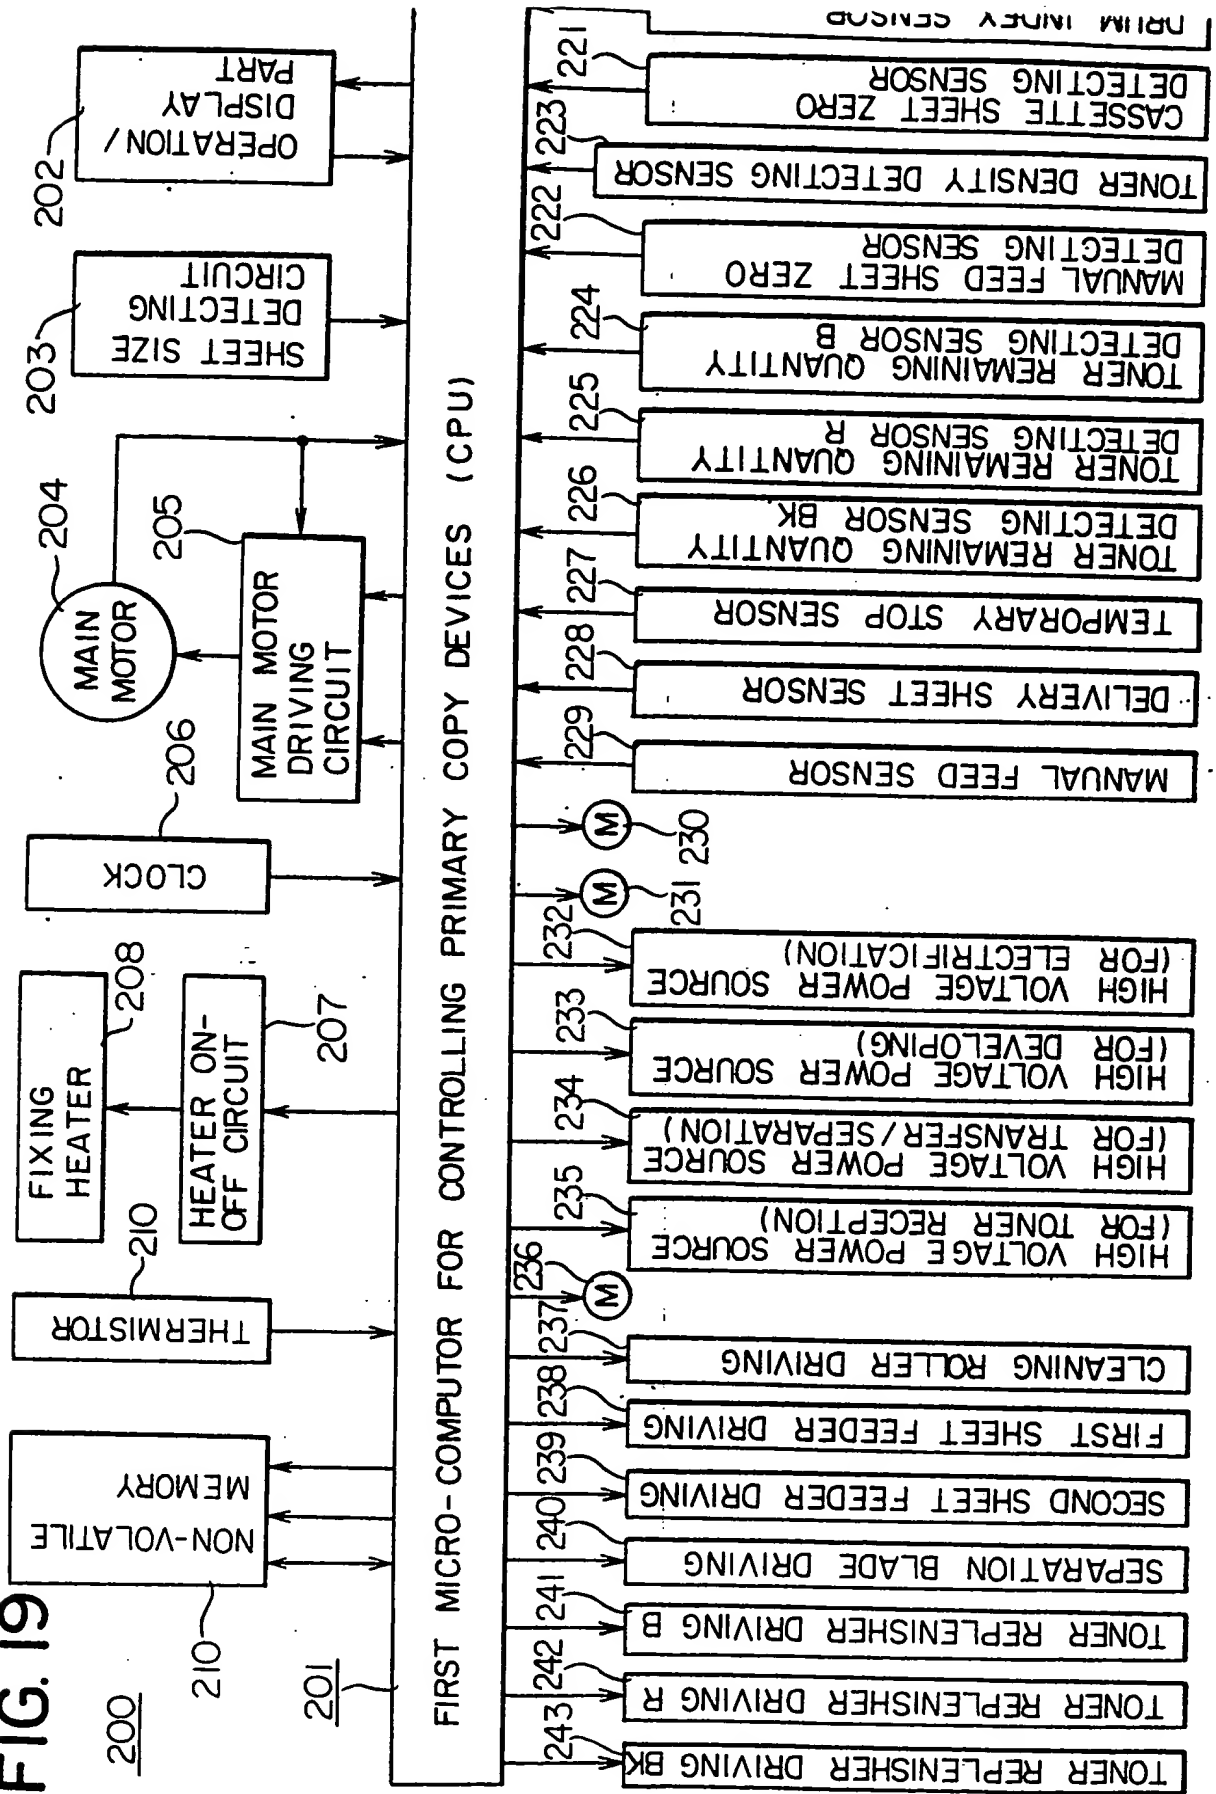 FIG. 19
200
210
NON-VOLATILE
MEMORY
210
THERMISTOR
208
FIXING
HEATER
207
HEATER ON-
OFF CIRCUIT
206
CLOCK
204
MAIN
MOTOR
205
MAIN MOTOR
DRIVING
CIRCUIT
203
SHEET SIZE
DETECTING
CIRCUIT
202
OPERATION/
DISPLAY
PART
201
FIRST MICRO-COMPUTOR FOR CONTROLLING PRIMARY COPY DEVICES (CPU)
243
TONER REPLENISHER DRIVING BK
242
TONER REPLENISHER DRIVING R
241
TONER REPLENISHER DRIVING B
240
SEPARATION BLADE DRIVING
239
SECOND SHEET FEEDER DRIVING
238
FIRST SHEET FEEDER DRIVING
237
CLEANING ROLLER DRIVING
236
M
235
HIGH VOLTAGE POWER SOURCE
(FOR TONER RECEPTION)
234
HIGH VOLTAGE POWER SOURCE
(FOR TRANSFER/SEPARATION)
233
HIGH VOLTAGE POWER SOURCE
(FOR DEVELOPING)
232
HIGH VOLTAGE POWER SOURCE
(FOR ELECTRIFICATION)
M
231
M
230
229
MANUAL FEED SENSOR
228
DELIVERY SHEET SENSOR
227
TEMPORARY STOP SENSOR
226
TONER REMAINING QUANTITY
DETECTING SENSOR BK
225
TONER REMAINING QUANTITY
DETECTING SENSOR R
224
TONER REMAINING QUANTITY
DETECTING SENSOR B
222
MANUAL FEED SHEET ZERO
DETECTING SENSOR
223
TONER DENSITY DETECTING SENSOR
221
CASSETTE SHEET ZERO
DETECTING SENSOR
DRUM INDEX SENSOR